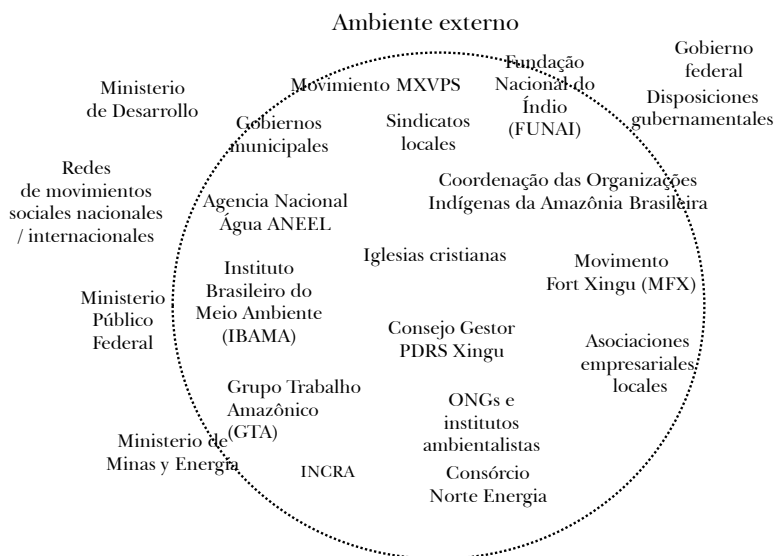 Ambiente externo
Ministerio
de Desarrollo
Movimiento MXVPS
Fundação
Nacional do
Índio
(FUNAI)
Gobierno
federal
Disposiciones
gubernamentales
Gobiernos
municipales
Sindicatos
locales
Redes
de movimientos
sociales nacionales
/ internacionales
Agencia Nacional
Água ANEEL
Coordenação das Organizações
Indígenas da Amazônia Brasileira
Iglesias cristianas
Instituto
Brasileiro do
Meio Ambiente
(IBAMA)
Movimento
Fort Xingu (MFX)
Ministerio
Público
Federal
Consejo Gestor
PDRS Xingu
Asociaciones
empresariales
locales
Grupo Trabalho
Amazônico
(GTA)
ONGs e
institutos
ambientalistas
Ministerio de
Minas y Energía
INCRA
Consórcio
Norte Energia